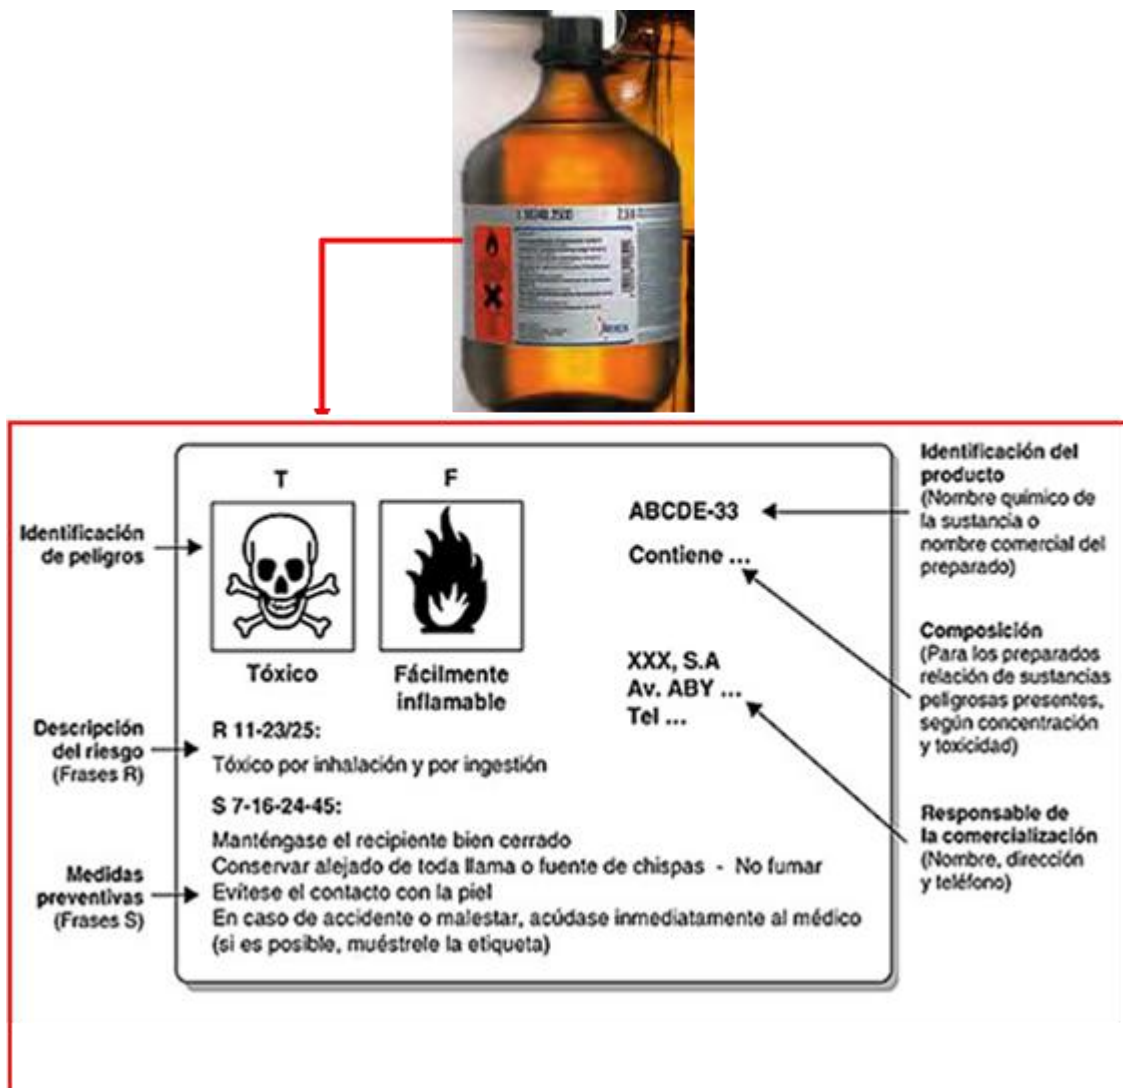 Identificación
de peligros
Descripción
del riesgo
(Frases R)
Medidas
preventivas
(Frases S)
T
F
Tóxico
Fácilmente
inflamable
R 11-23/25:
Tóxico por inhalación y por ingestión
S 7-16-24-45:
Manténgase el recipiente bien cerrado
Conservar alejado de toda llama o fuente de chispas - No fumar
Evítese el contacto con la piel
En caso de accidente o malestar, acúdase inmediatamente al médico
(si es posible, muéstrele la etiqueta)
ABCDE-33
Contiene ...
XXX, S.A
Av. ABY ...
Tel ...
Identificación del
producto
(Nombre químico de
la sustancia o
nombre comercial del
preparado)
Composición
(Para los preparados
relación de sustancias
peligrosas presentes,
según concentración
y toxicidad)
Responsable de
la comercialización
(Nombre, dirección
y teléfono)